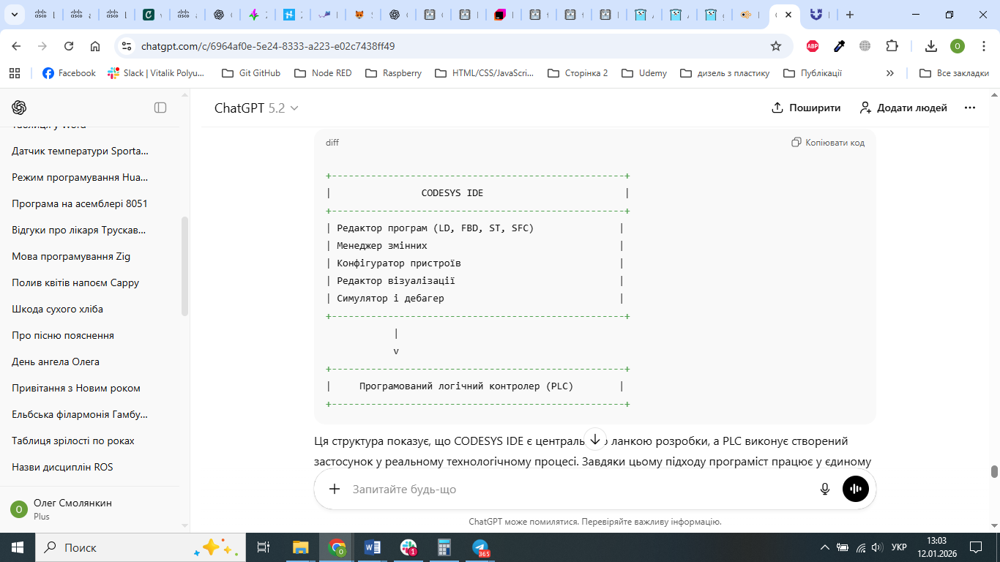 chatgpt.com/c/6964af0e-5e24-8333-a223-e02c7438ff49
Facebook
Slack | Vitalik Polyu...
Git GitHub
Node RED
Raspberry
HTML/CSS/JavaScri...
Сторінка 2
Udemy
дизель з пластику
Публікації
Все закладки
ChatGPT 5.2
Поширити
Додати людей
Таблиця у Word
Датчик температури Sporta...
Режим програмування Hua...
Програма на асемблері 8051
Відгуки про лікаря Трускав...
Мова програмування Zig
Полив квітів напоєм Cappy
Шкода сухого хліба
Про пісню пояснення
День ангела Олега
Привітання з Новим роком
Ельбська філармонія Гамбу...
Таблиця зрілості по роках
Назви дисциплін ROS
Олег Смолянкин
Plus
diff
Копіювати код
+-----------------------------------------------------+
| CODESYS IDE |
+-----------------------------------------------------+
| Редактор програм (LD, FBD, ST, SFC) |
| Менеджер змінних |
| Конфігуратор пристроїв |
| Редактор візуалізації |
| Симулятор і дебагер |
+-----------------------------------------------------+
|
v
+-----------------------------------------------------+
| Програмований логічний контролер (PLC) |
+-----------------------------------------------------+
Ця структура показує, що CODESYS IDE є ланкою розробки, а PLC виконує створений
застосунок у реальному технологічному процесі. Завдяки цьому підходу програміст працює у єдиному
Запитайте будь-що
ChatGPT може помилятися. Перевіряйте важливу інформацію.
Поиск
УКР
13:03
12.01.2026